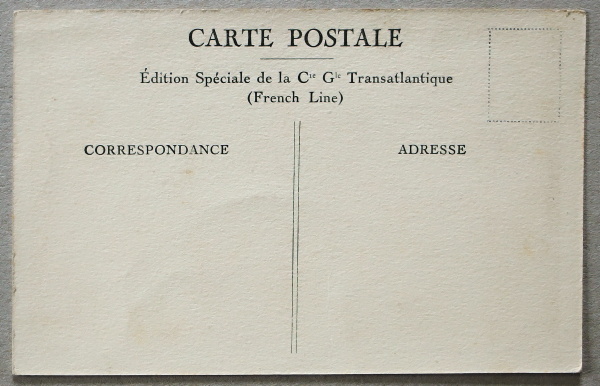 CARTE POSTALE
Édition Spéciale de la Cie Gle Transatlantique
(French Line)
CORRESPONDANCE
ADRESSE